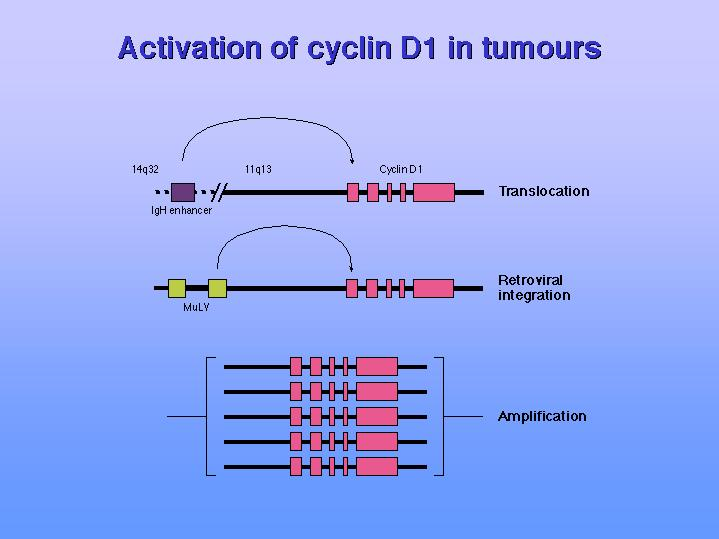 Activation of cyclin D1 in tumours
14q32
11q13
Cyclin D1
Translocation
IgH enhancer
Retroviral
integration
MuLV
Amplification